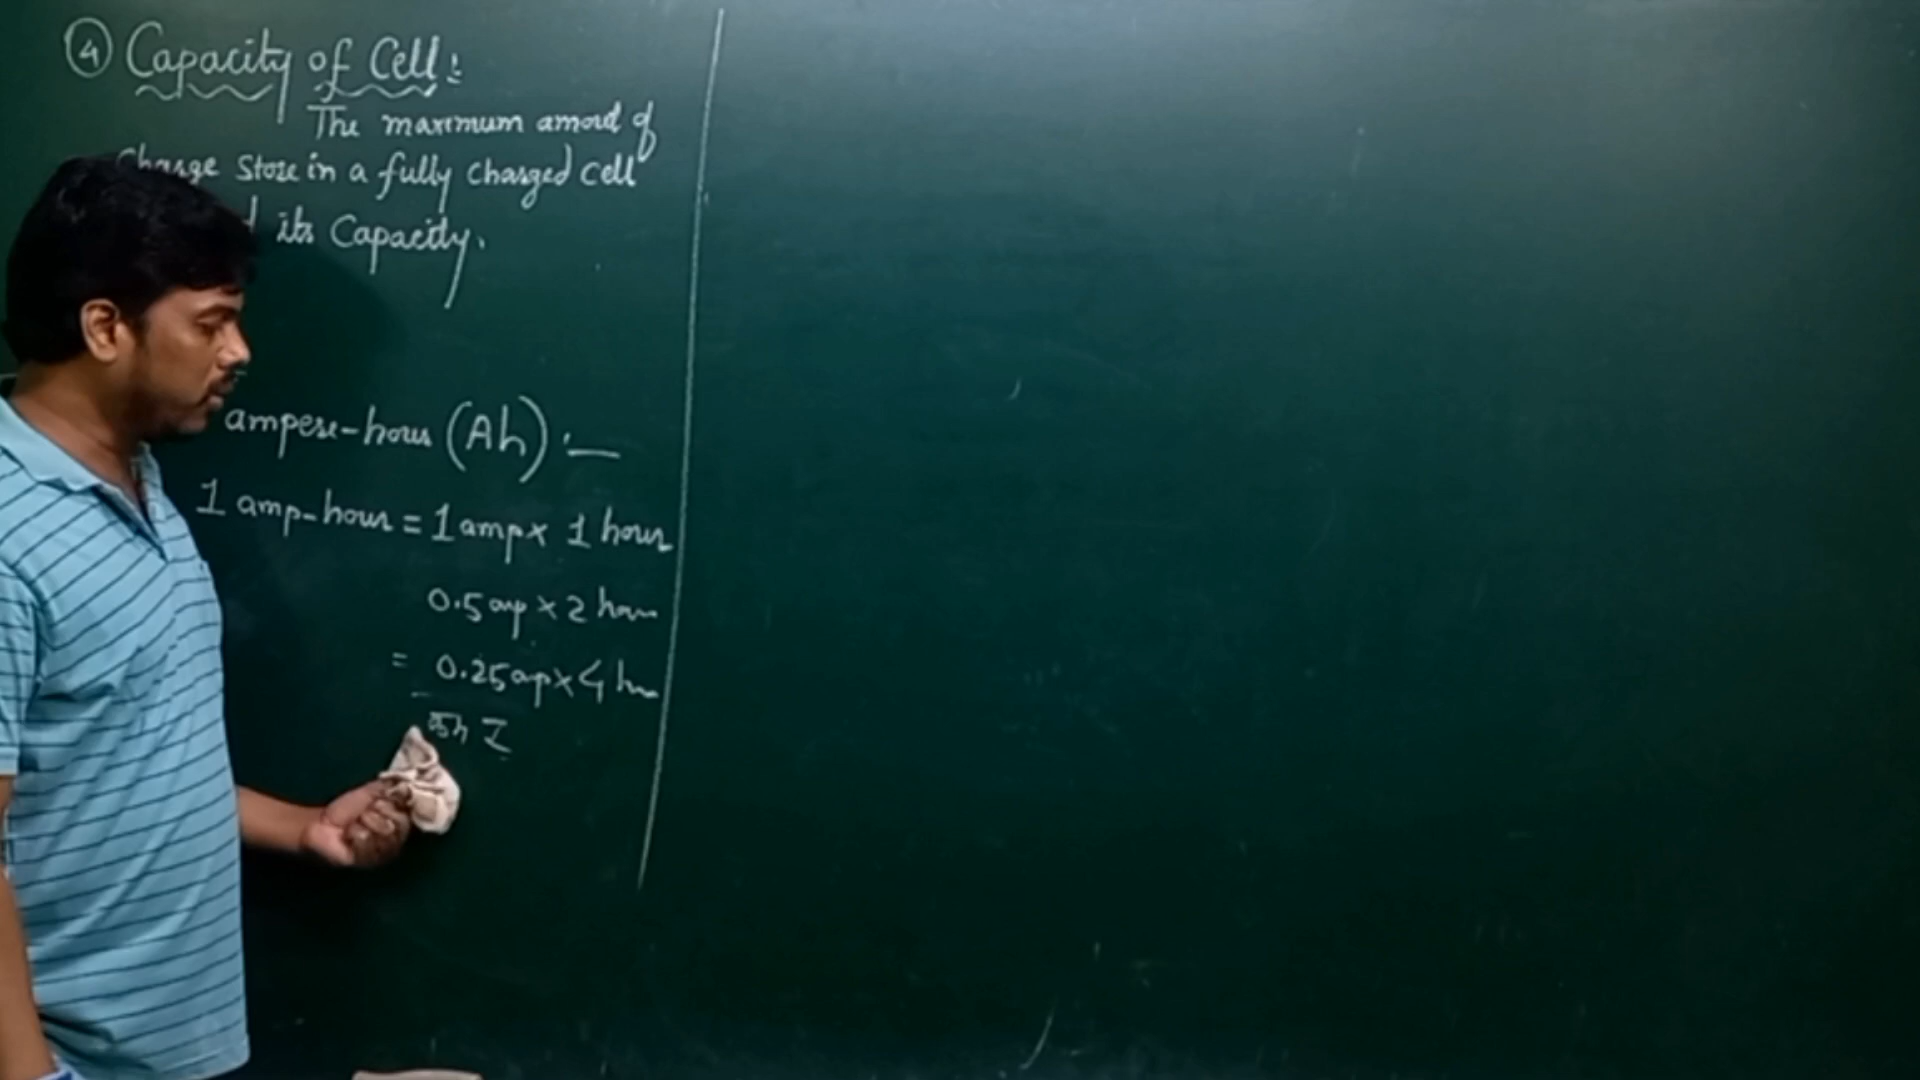 ④ Capacity of Cell:
The maximum amout of
Charge Store in a fully charged cell
its Capacity.
ampere-hour (Ah) :—
1 amp-hour = 1 amp × 1 hour
0.5 amp × 2 hour
= 0.25 amp × 4 hour
I